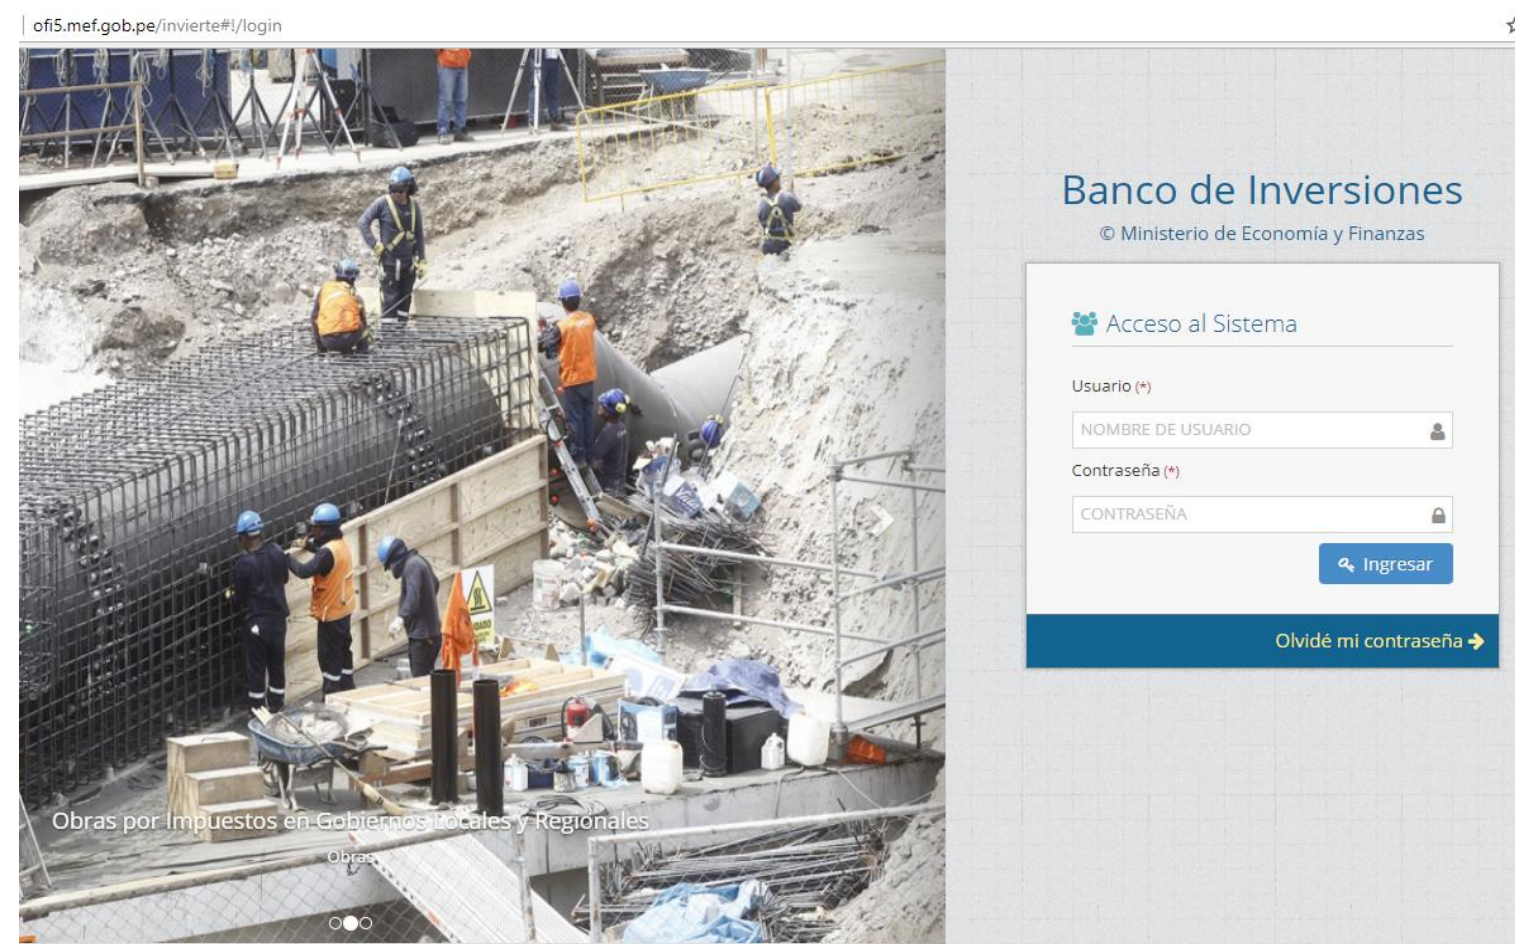 ofi5.mef.gob.pe/invierte#!/login
Banco de Inversiones
© Ministerio de Economía y Finanzas
Acceso al Sistema
Usuario (*)
NOMBRE DE USUARIO
Contraseña (*)
CONTRASEÑA
Ingresar
Olvidé mi contraseña
Obras por Impuestos en Gobiernos Locales y Regionales
Obras